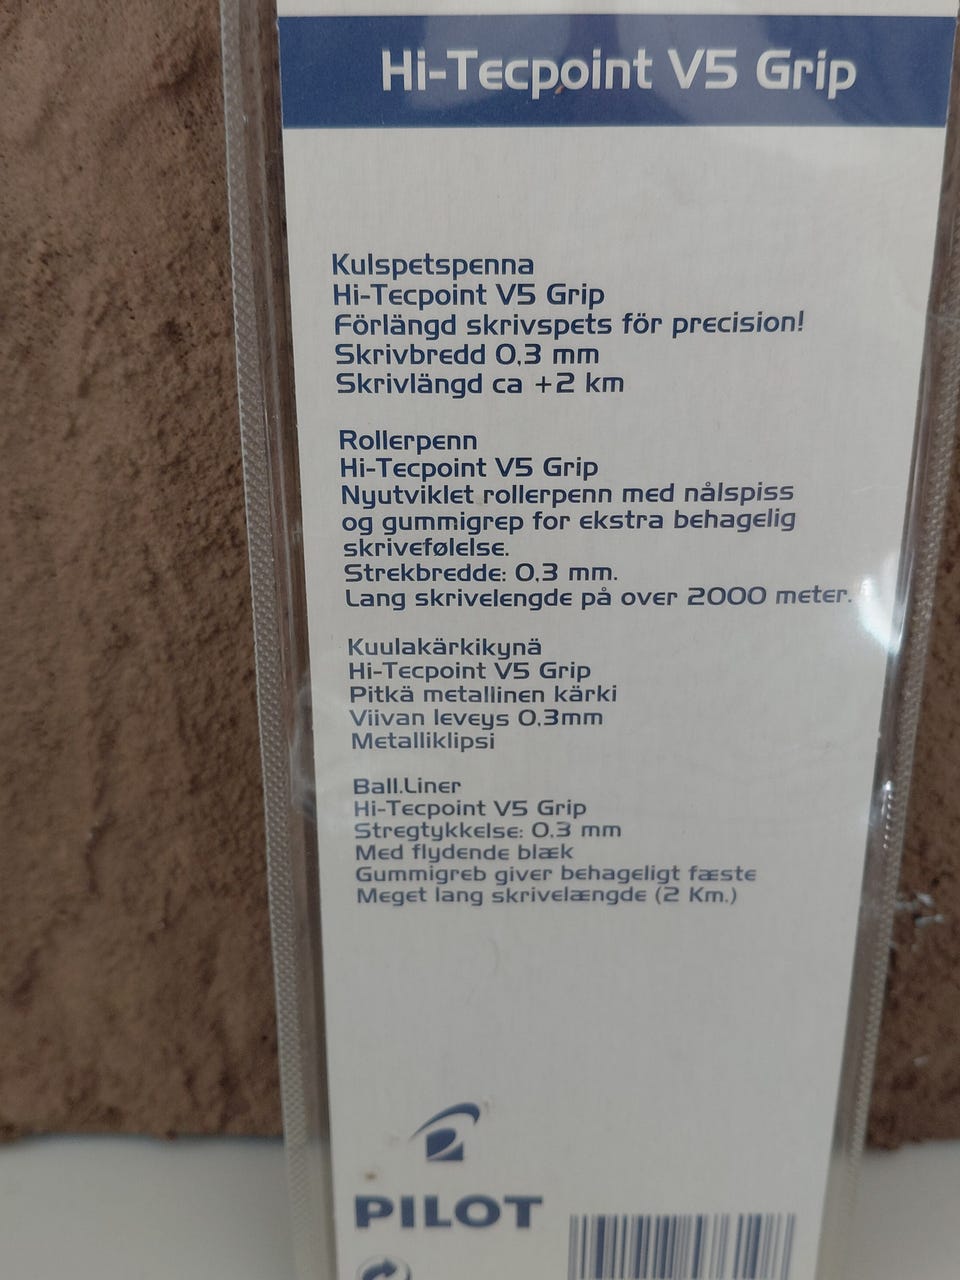 Hi-Tecpoint V5 Grip
Kulspetspenna
Hi-Tecpoint V5 Grip
Förlängd skrivspets för precision!
Skrivbredd 0,3 mm
Skrivlängd ca +2 km
Rollerpenn
Hi-Tecpoint V5 Grip
Nyutviklet rollerpenn med nålspiss
og gummigrep for ekstra behagelig
skrivefølelse.
Strekbredde: 0,3 mm.
Lang skrivelengde på over 2000 meter.
Kuulakärkikynä
Hi-Tecpoint V5 Grip
Pitkä metallinen kärki
Viivan leveys 0,3mm
Metalliklipsi
Ball.Liner
Hi-Tecpoint V5 Grip
Stregtykkelse: 0,3 mm
Med flydende blæk
Gummigreb giver behageligt fæste
Meget lang skrivelængde (2 Km.)
PILOT